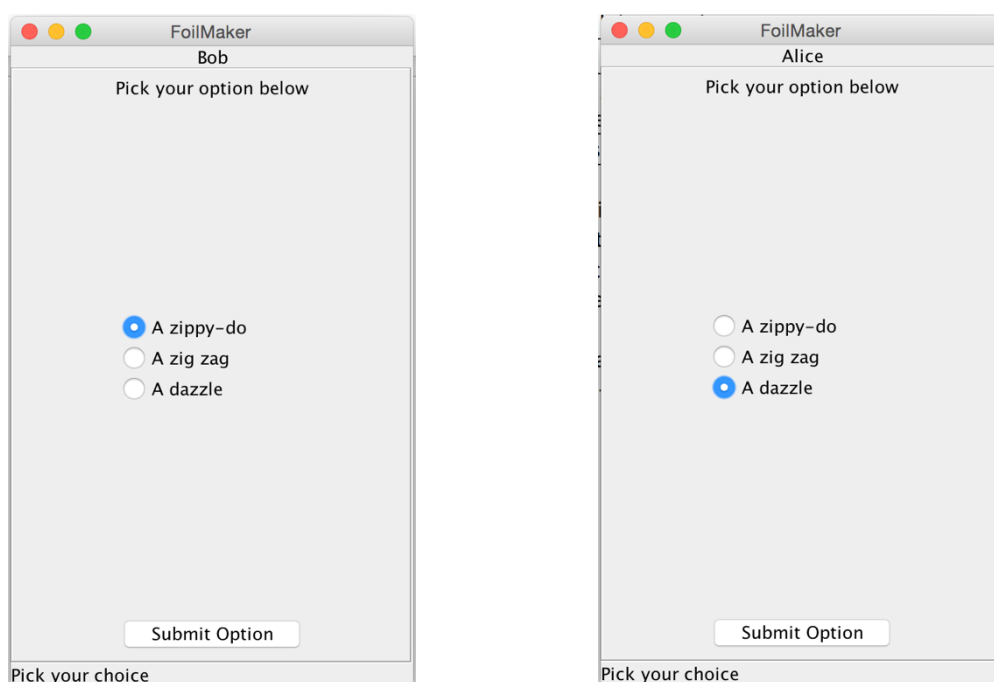 FoilMaker
Bob
Pick your option below
A zippy-do
A zig zag
A dazzle
Submit Option
Pick your choice
FoilMaker
Alice
Pick your option below
A zippy-do
A zig zag
A dazzle
Submit Option
Pick your choice